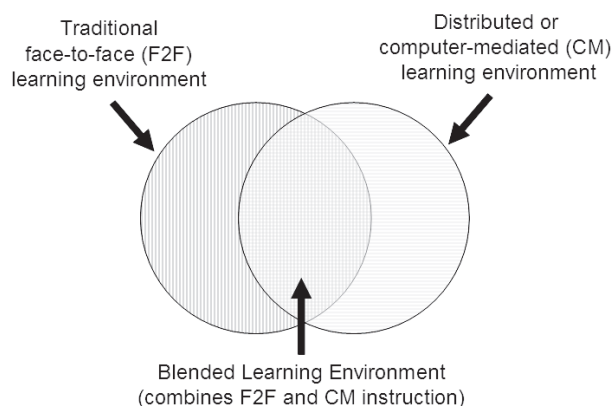 Traditional
face-to-face (F2F)
learning environment
Distributed or
computer-mediated (CM)
learning environment
Blended Learning Environment
(combines F2F and CM instruction)